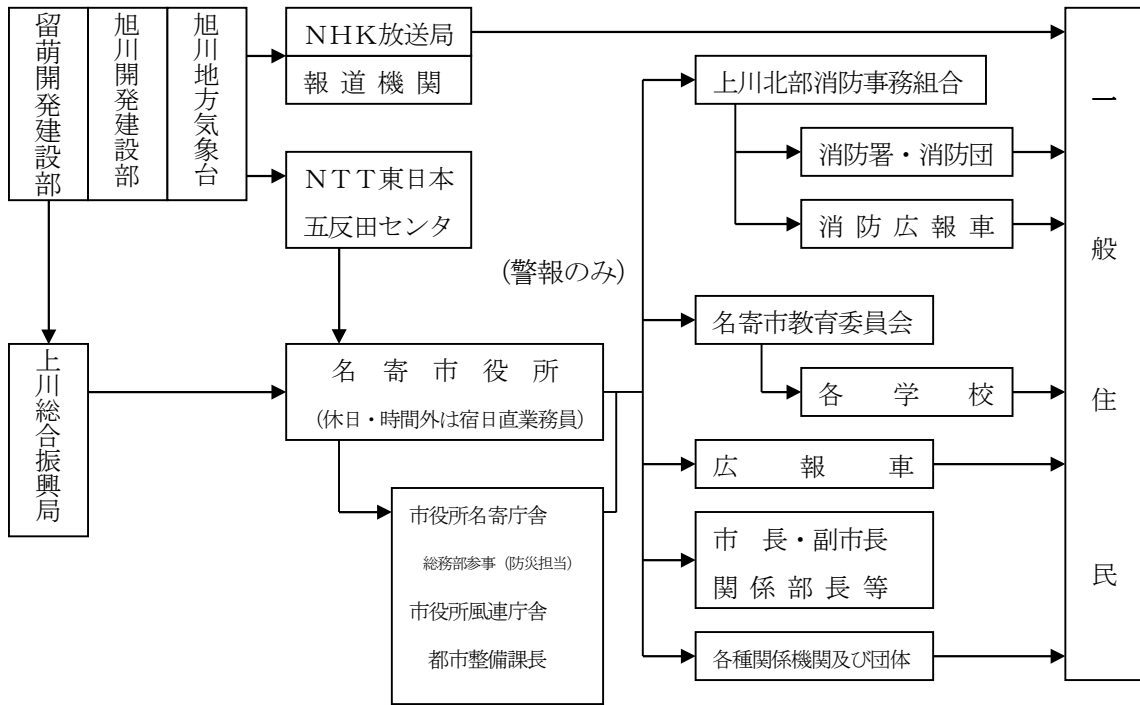 留萌開発建設部
旭川開発建設部
旭川地方気象台
ＮＨＫ放送局
報道機関
ＮＴＴ東日本
五反田センタ
上川総合振興局
名寄市役所
(休日・時間外は宿日直業務員)
市役所名寄庁舎
総務部参事（防災担当）
市役所風連庁舎
都市整備課長
(警報のみ)
上川北部消防事務組合
消防署・消防団
消防広報車
名寄市教育委員会
各学校
広報車
市　長・副市長
関係部長等
各種関係機関及び団体
一般住民